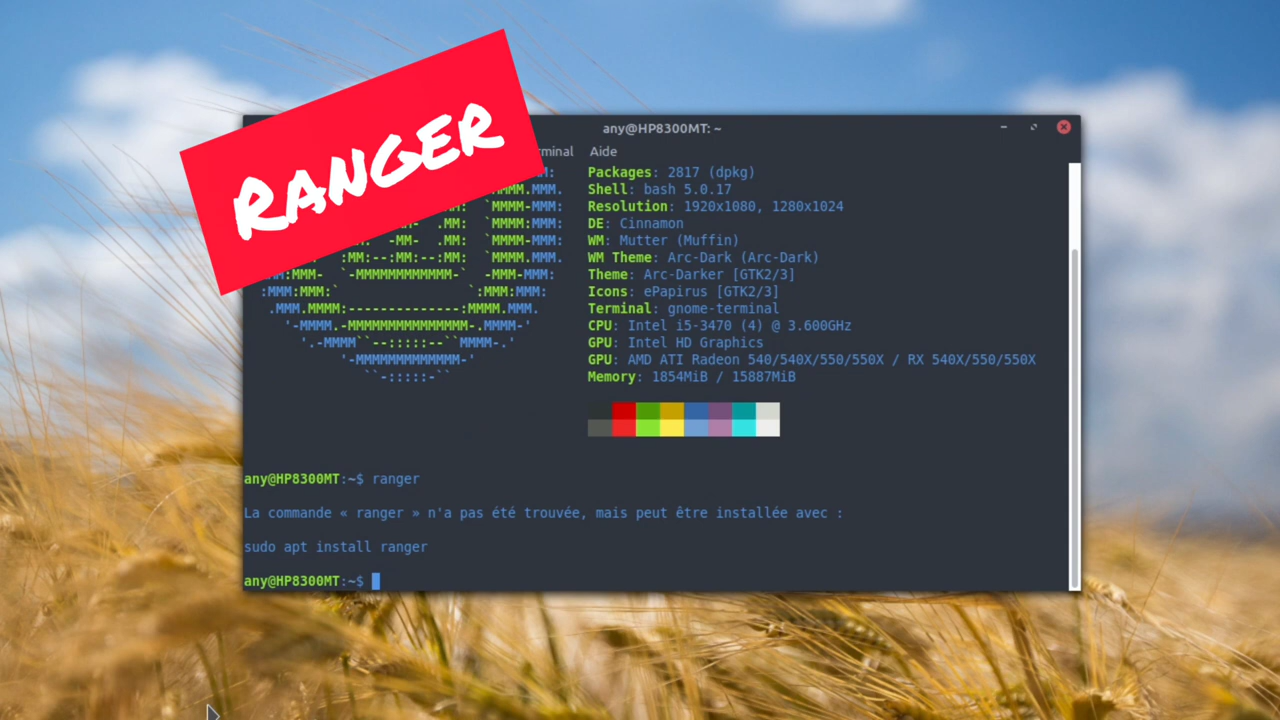 RANGER
any@HP8300MT: ~
Aide
Packages: 2817 (dpkg)
Shell: bash 5.0.17
Resolution: 1920x1080, 1280x1024
DE: Cinnamon
WM: Mutter (Muffin)
WM Theme: Arc-Dark (Arc-Dark)
Theme: Arc-Darker [GTK2/3]
Icons: ePapirus [GTK2/3]
Terminal: gnome-terminal
CPU: Intel i5-3470 (4) @ 3.600GHz
GPU: Intel HD Graphics
GPU: AMD ATI Radeon 540/540X/550/550X / RX 540X/550/550X
Memory: 1854MiB / 15887MiB
any@HP8300MT:~$ ranger
La commande « ranger » n'a pas été trouvée, mais peut être installée avec :
sudo apt install ranger
any@HP8300MT:~$